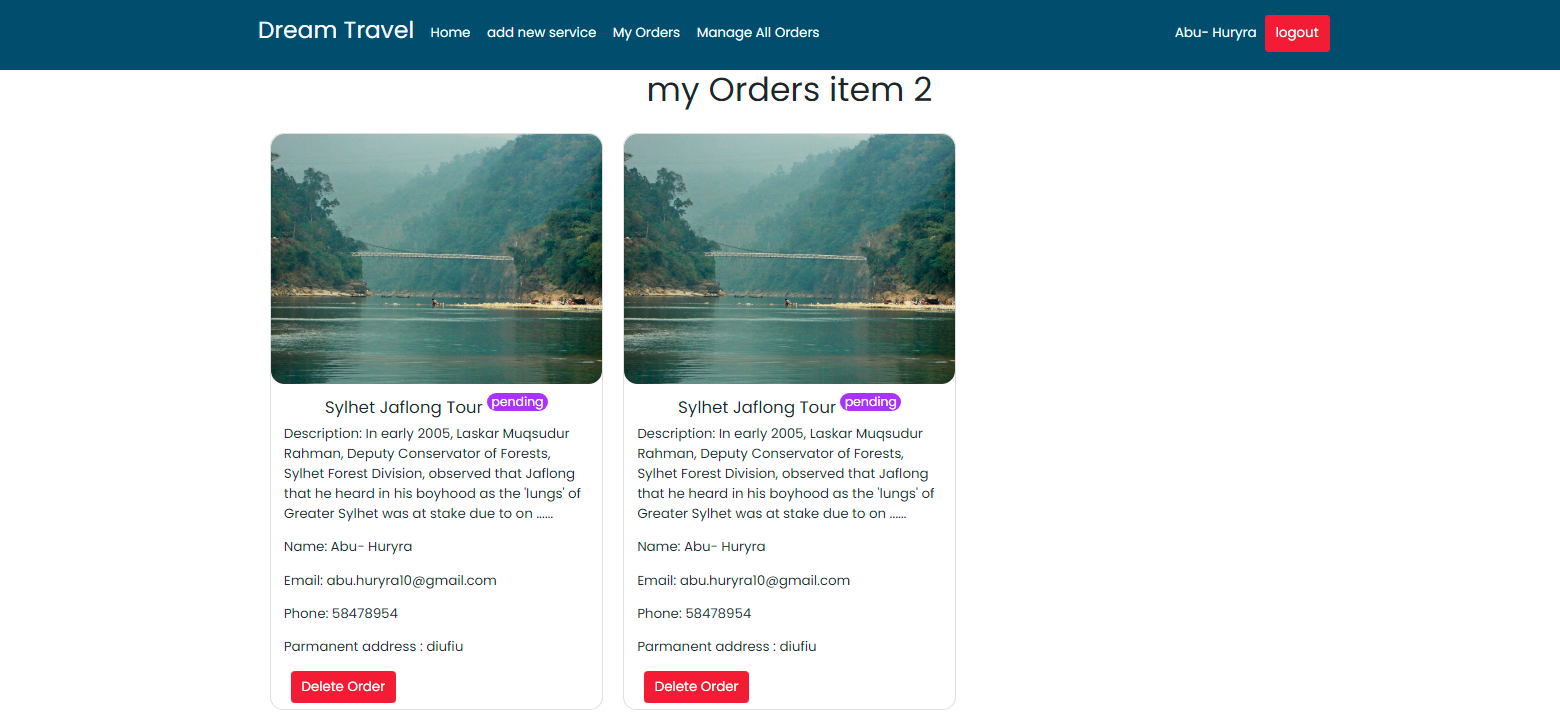 Dream Travel Home add new service My Orders Manage All Orders Abu- Huryra logout
my Orders item 2
Sylhet Jaflong Tour pending
Description: In early 2005, Laskar Muqsudur
Rahman, Deputy Conservator of Forests,
Sylhet Forest Division, observed that Jaflong
that he heard in his boyhood as the 'lungs' of
Greater Sylhet was at stake due to on ......
Name: Abu- Huryra
Email: abu.huryra10@gmail.com
Phone: 58478954
Parmanent address : diufiu
Delete Order
Sylhet Jaflong Tour pending
Description: In early 2005, Laskar Muqsudur
Rahman, Deputy Conservator of Forests,
Sylhet Forest Division, observed that Jaflong
that he heard in his boyhood as the 'lungs' of
Greater Sylhet was at stake due to on ......
Name: Abu- Huryra
Email: abu.huryra10@gmail.com
Phone: 58478954
Parmanent address : diufiu
Delete Order